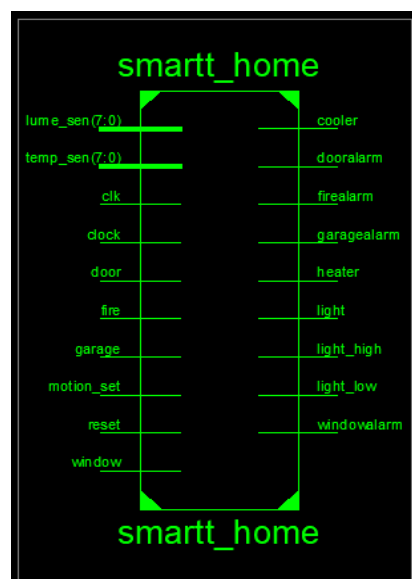 smartt_home
lume_sen(7:0) cooler
temp_sen(7:0) dooralarm
clk firealarm
clock garagealarm
door heater
fire light
garage light_high
motion_set light_low
reset windowalarm
window
smartt_home